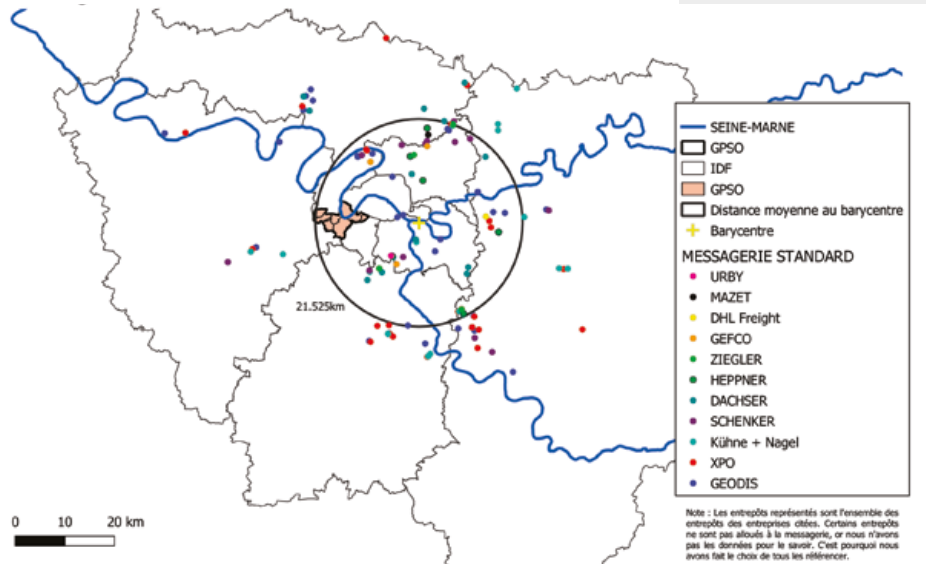 21.525km
0 10 20 km
SEINE-MARNE
GPSO
IDF
GPSO
Distance moyenne au barycentre
Barycentre
MESSAGERIE STANDARD
URBY
MAZET
DHL Freight
GEFCO
ZIEGLER
HEPPNER
DACHSER
SCHENKER
Kühne + Nagel
XPO
GEODIS
Note : Les entrepôts représentés sont l'ensemble des
entrepôts des entreprises citées. Certains entrepôts
ne sont pas alloués à la messagerie, or nous n'avons
pas les données pour le savoir. C'est pourquoi nous
avons fait le choix de tous les référencer.